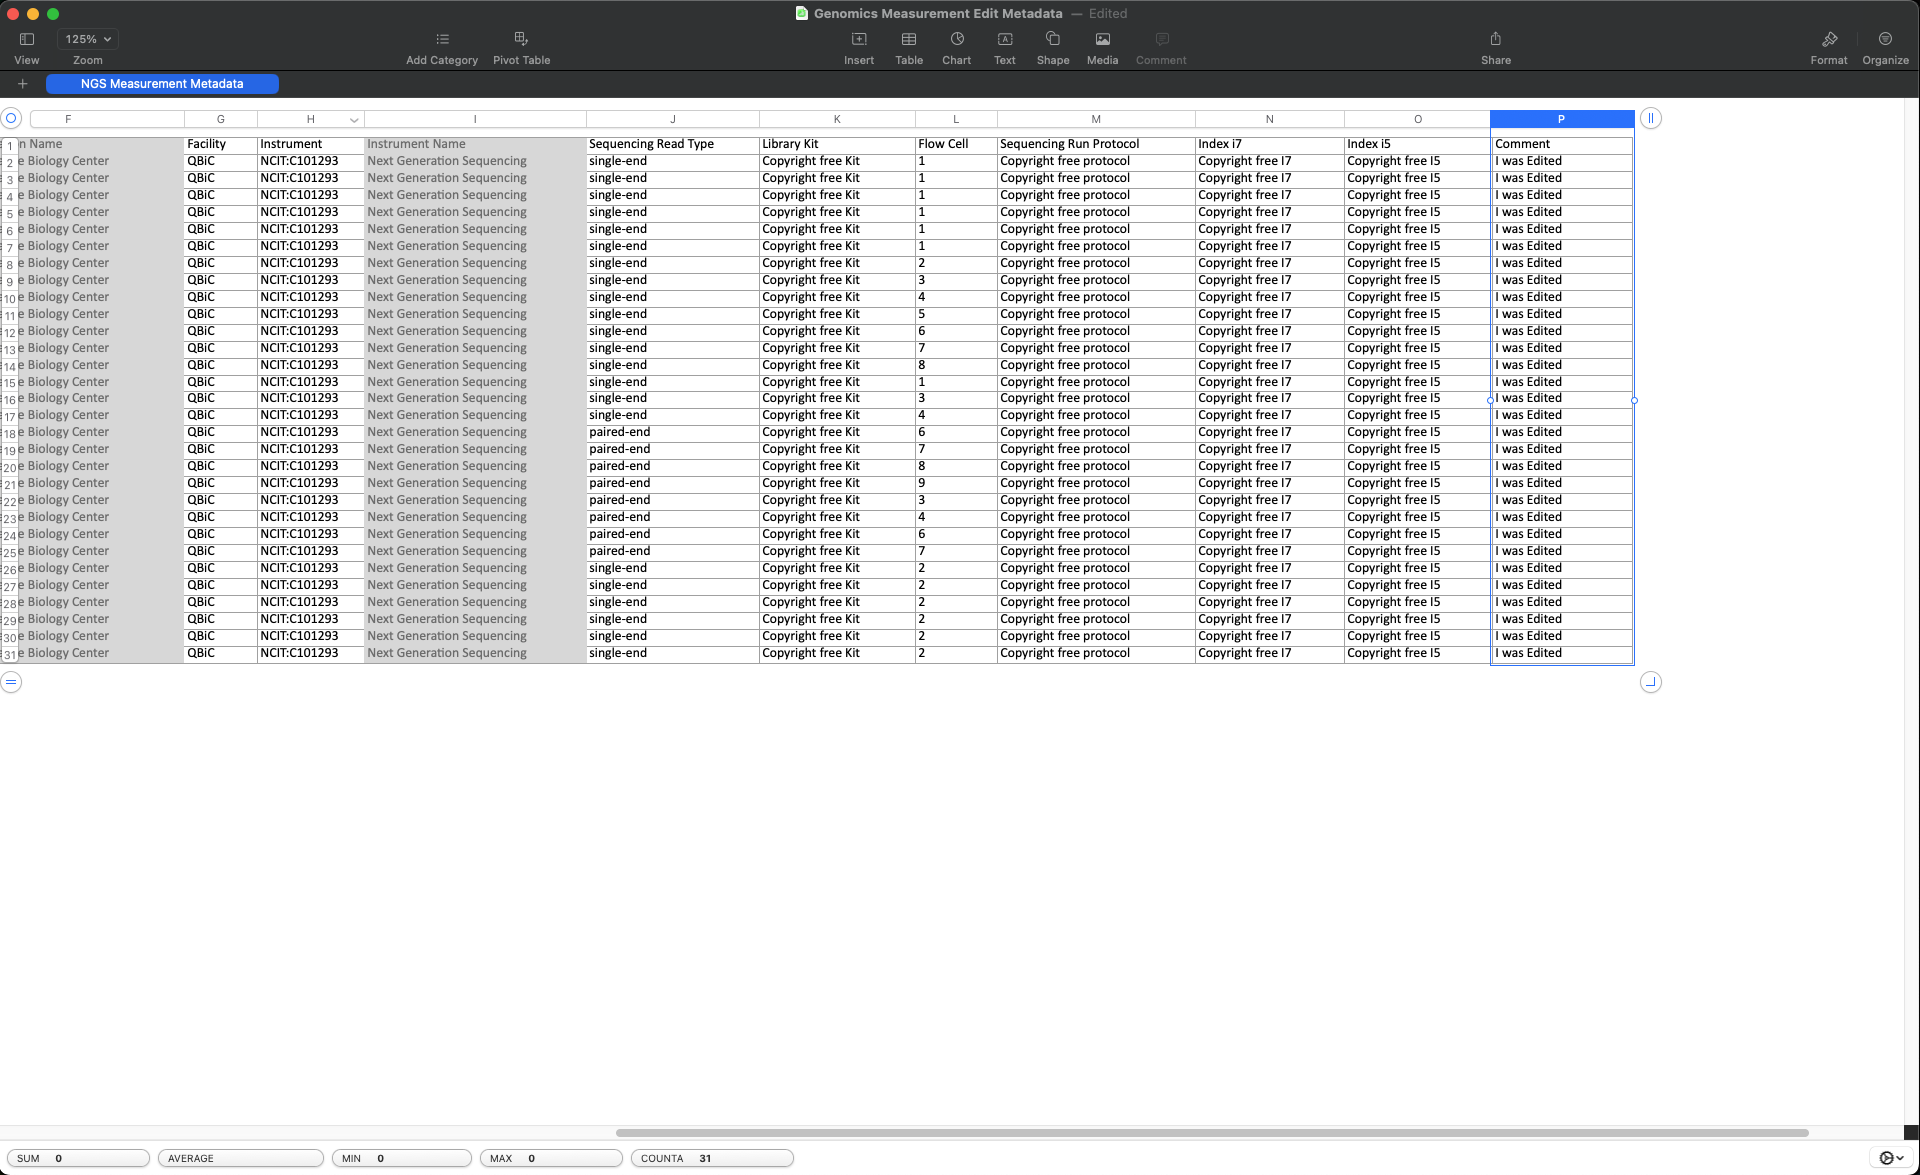 Genomics Measurement Edit Metadata — Edited
125%
View Zoom Add Category Pivot Table Insert Table Chart Text Shape Media Comment Share Format Organize
NGS Measurement Metadata
F G H I J K L M N O P
1 n Name Facility Instrument Instrument Name Sequencing Read Type Library Kit Flow Cell Sequencing Run Protocol Index i7 Index i5 Comment
2 e Biology Center QBiC NCIT:C101293 Next Generation Sequencing single-end Copyright free Kit 1 Copyright free protocol Copyright free I7 Copyright free I5 I was Edited
3 e Biology Center QBiC NCIT:C101293 Next Generation Sequencing single-end Copyright free Kit 1 Copyright free protocol Copyright free I7 Copyright free I5 I was Edited
4 e Biology Center QBiC NCIT:C101293 Next Generation Sequencing single-end Copyright free Kit 1 Copyright free protocol Copyright free I7 Copyright free I5 I was Edited
5 e Biology Center QBiC NCIT:C101293 Next Generation Sequencing single-end Copyright free Kit 1 Copyright free protocol Copyright free I7 Copyright free I5 I was Edited
6 e Biology Center QBiC NCIT:C101293 Next Generation Sequencing single-end Copyright free Kit 1 Copyright free protocol Copyright free I7 Copyright free I5 I was Edited
7 e Biology Center QBiC NCIT:C101293 Next Generation Sequencing single-end Copyright free Kit 1 Copyright free protocol Copyright free I7 Copyright free I5 I was Edited
8 e Biology Center QBiC NCIT:C101293 Next Generation Sequencing single-end Copyright free Kit 2 Copyright free protocol Copyright free I7 Copyright free I5 I was Edited
9 e Biology Center QBiC NCIT:C101293 Next Generation Sequencing single-end Copyright free Kit 3 Copyright free protocol Copyright free I7 Copyright free I5 I was Edited
10 e Biology Center QBiC NCIT:C101293 Next Generation Sequencing single-end Copyright free Kit 4 Copyright free protocol Copyright free I7 Copyright free I5 I was Edited
11 e Biology Center QBiC NCIT:C101293 Next Generation Sequencing single-end Copyright free Kit 5 Copyright free protocol Copyright free I7 Copyright free I5 I was Edited
12 e Biology Center QBiC NCIT:C101293 Next Generation Sequencing single-end Copyright free Kit 6 Copyright free protocol Copyright free I7 Copyright free I5 I was Edited
13 e Biology Center QBiC NCIT:C101293 Next Generation Sequencing single-end Copyright free Kit 7 Copyright free protocol Copyright free I7 Copyright free I5 I was Edited
14 e Biology Center QBiC NCIT:C101293 Next Generation Sequencing single-end Copyright free Kit 8 Copyright free protocol Copyright free I7 Copyright free I5 I was Edited
15 e Biology Center QBiC NCIT:C101293 Next Generation Sequencing single-end Copyright free Kit 1 Copyright free protocol Copyright free I7 Copyright free I5 I was Edited
16 e Biology Center QBiC NCIT:C101293 Next Generation Sequencing single-end Copyright free Kit 3 Copyright free protocol Copyright free I7 Copyright free I5 I was Edited
17 e Biology Center QBiC NCIT:C101293 Next Generation Sequencing single-end Copyright free Kit 4 Copyright free protocol Copyright free I7 Copyright free I5 I was Edited
18 e Biology Center QBiC NCIT:C101293 Next Generation Sequencing paired-end Copyright free Kit 6 Copyright free protocol Copyright free I7 Copyright free I5 I was Edited
19 e Biology Center QBiC NCIT:C101293 Next Generation Sequencing paired-end Copyright free Kit 7 Copyright free protocol Copyright free I7 Copyright free I5 I was Edited
20 e Biology Center QBiC NCIT:C101293 Next Generation Sequencing paired-end Copyright free Kit 8 Copyright free protocol Copyright free I7 Copyright free I5 I was Edited
21 e Biology Center QBiC NCIT:C101293 Next Generation Sequencing paired-end Copyright free Kit 9 Copyright free protocol Copyright free I7 Copyright free I5 I was Edited
22 e Biology Center QBiC NCIT:C101293 Next Generation Sequencing paired-end Copyright free Kit 3 Copyright free protocol Copyright free I7 Copyright free I5 I was Edited
23 e Biology Center QBiC NCIT:C101293 Next Generation Sequencing paired-end Copyright free Kit 4 Copyright free protocol Copyright free I7 Copyright free I5 I was Edited
24 e Biology Center QBiC NCIT:C101293 Next Generation Sequencing paired-end Copyright free Kit 6 Copyright free protocol Copyright free I7 Copyright free I5 I was Edited
25 e Biology Center QBiC NCIT:C101293 Next Generation Sequencing paired-end Copyright free Kit 7 Copyright free protocol Copyright free I7 Copyright free I5 I was Edited
26 e Biology Center QBiC NCIT:C101293 Next Generation Sequencing single-end Copyright free Kit 2 Copyright free protocol Copyright free I7 Copyright free I5 I was Edited
27 e Biology Center QBiC NCIT:C101293 Next Generation Sequencing single-end Copyright free Kit 2 Copyright free protocol Copyright free I7 Copyright free I5 I was Edited
28 e Biology Center QBiC NCIT:C101293 Next Generation Sequencing single-end Copyright free Kit 2 Copyright free protocol Copyright free I7 Copyright free I5 I was Edited
29 e Biology Center QBiC NCIT:C101293 Next Generation Sequencing single-end Copyright free Kit 2 Copyright free protocol Copyright free I7 Copyright free I5 I was Edited
30 e Biology Center QBiC NCIT:C101293 Next Generation Sequencing single-end Copyright free Kit 2 Copyright free protocol Copyright free I7 Copyright free I5 I was Edited
31 e Biology Center QBiC NCIT:C101293 Next Generation Sequencing single-end Copyright free Kit 2 Copyright free protocol Copyright free I7 Copyright free I5 I was Edited
SUM 0 AVERAGE MIN 0 MAX 0 COUNTA 31